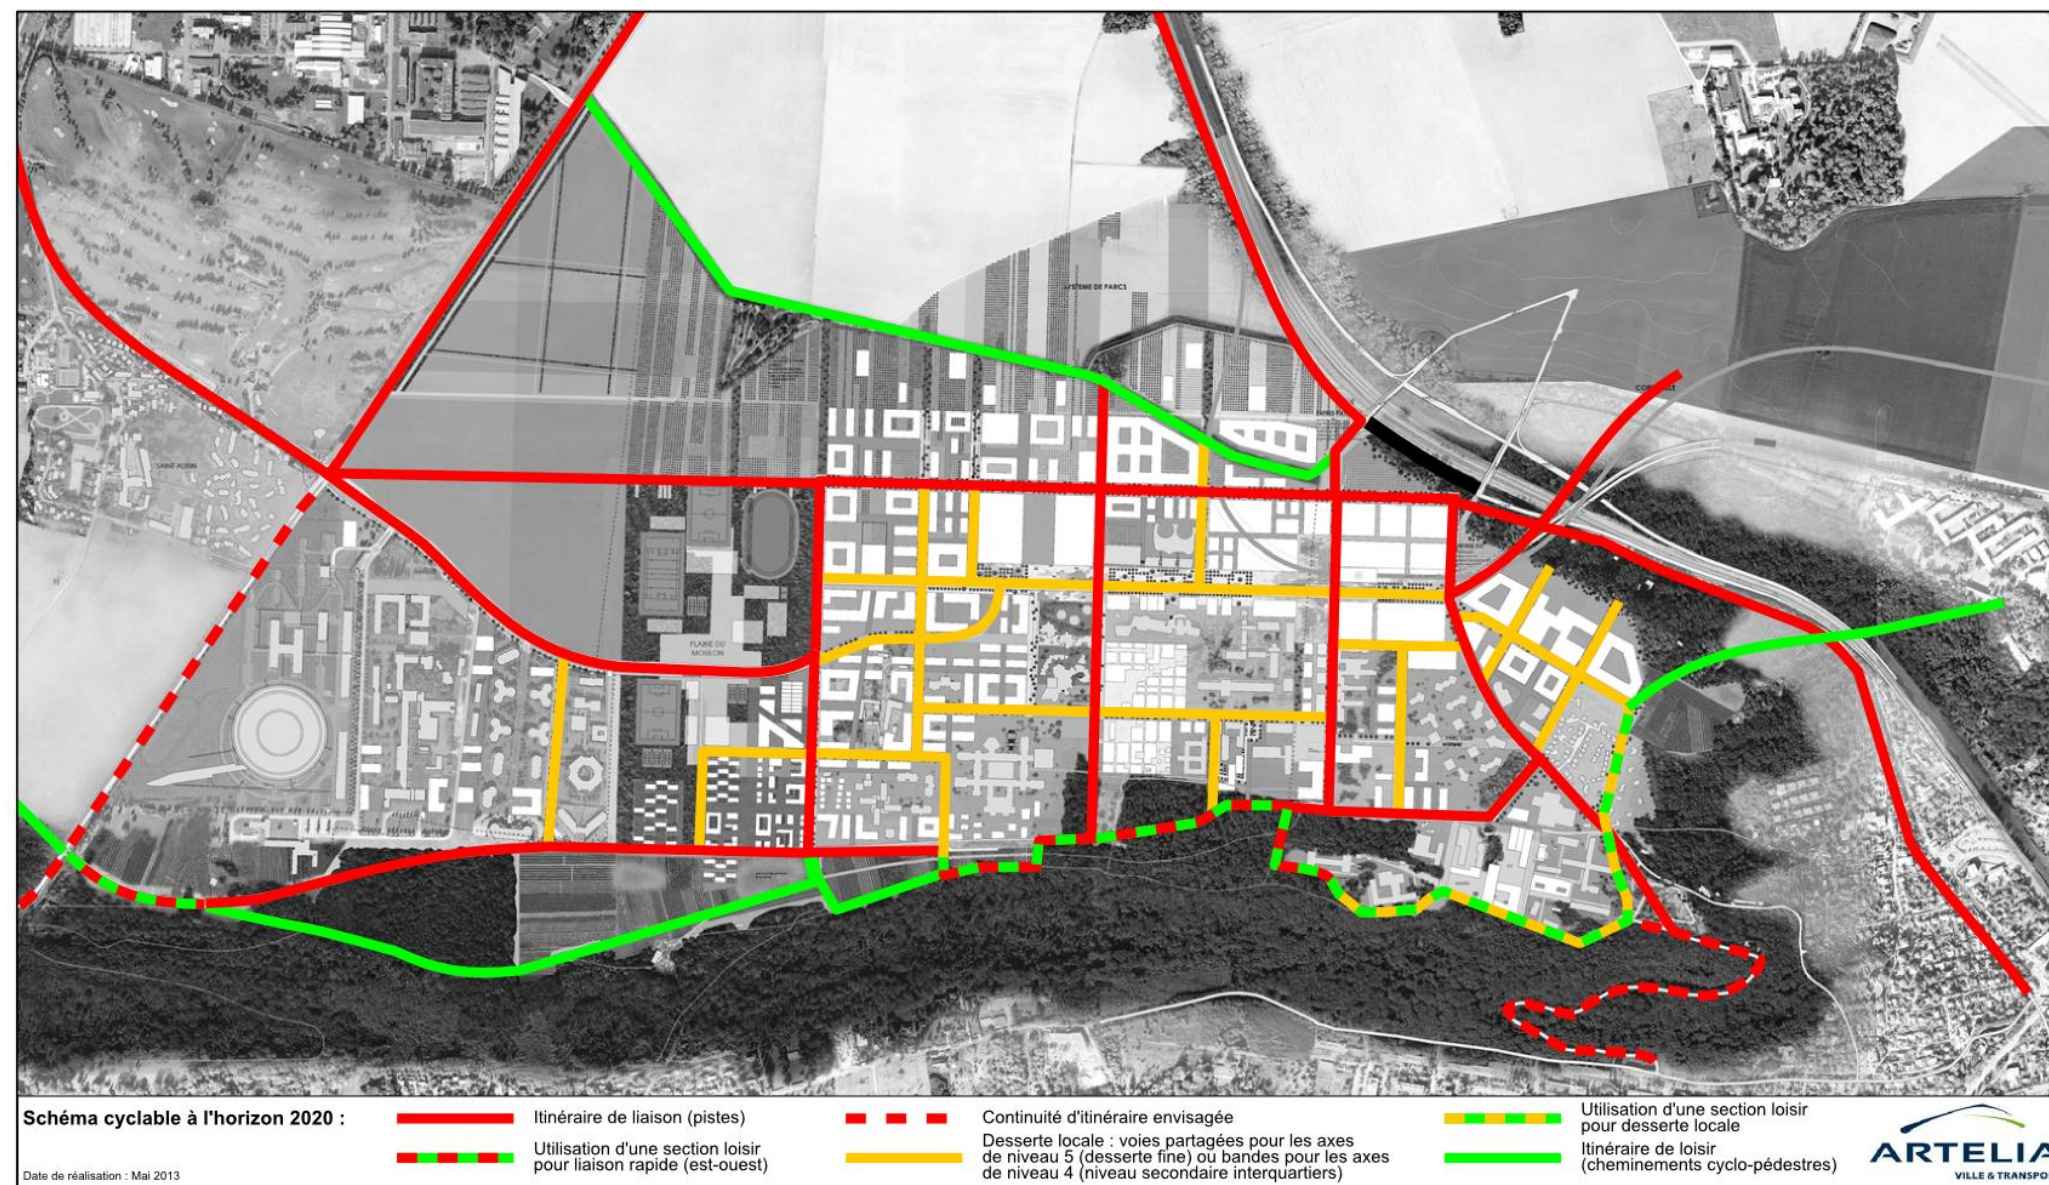 SYSTEME DE PARCS
SAINT AUBIN
PLAINE DU
MOULON
Schéma cyclable à l'horizon 2020 :
Date de réalisation : Mai 2013
Itinéraire de liaison (pistes)
Utilisation d'une section loisir
pour liaison rapide (est-ouest)
Continuité d'itinéraire envisagée
Desserte locale : voies partagées pour les axes
de niveau 5 (desserte fine) ou bandes pour les axes
de niveau 4 (niveau secondaire interquartiers)
Utilisation d'une section loisir
pour desserte locale
Itinéraire de loisir
(cheminements cyclo-pédestres)
ARTELIA
VILLE & TRANSPO